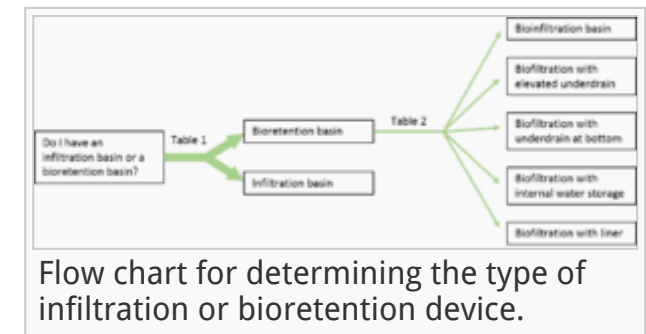 Do I have an
infiltration basin or a
bioretention basin?
Table 1
Bioretention basin
Infiltration basin
Table 2
Bioinfiltration basin
Biofiltration with
elevated underdrain
Biofiltration with
underdrain at bottom
Biofiltration with
internal water storage
Biofiltration with liner
Flow chart for determining the type of
infiltration or bioretention device.